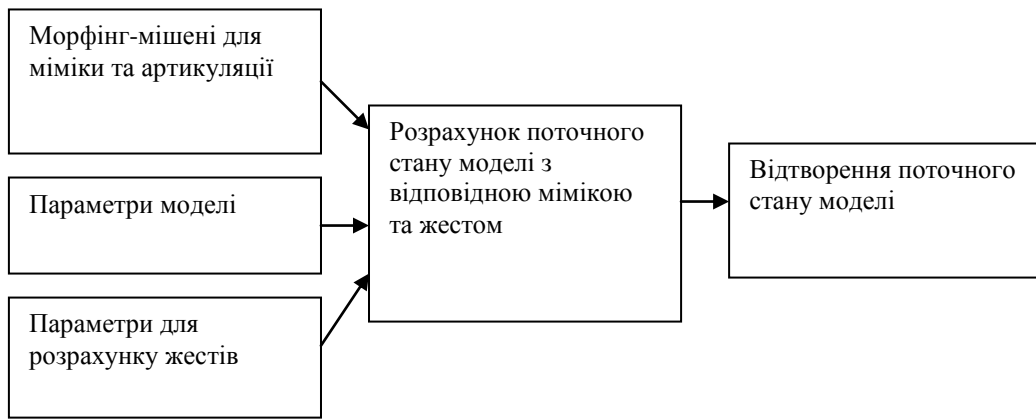 Морфінг-мішені для
міміки та артикуляції
Параметри моделі
Параметри для
розрахунку жестів
Розрахунок поточного
стану моделі з
відповідною мімікою
та жестом
Відтворення поточного
стану моделі